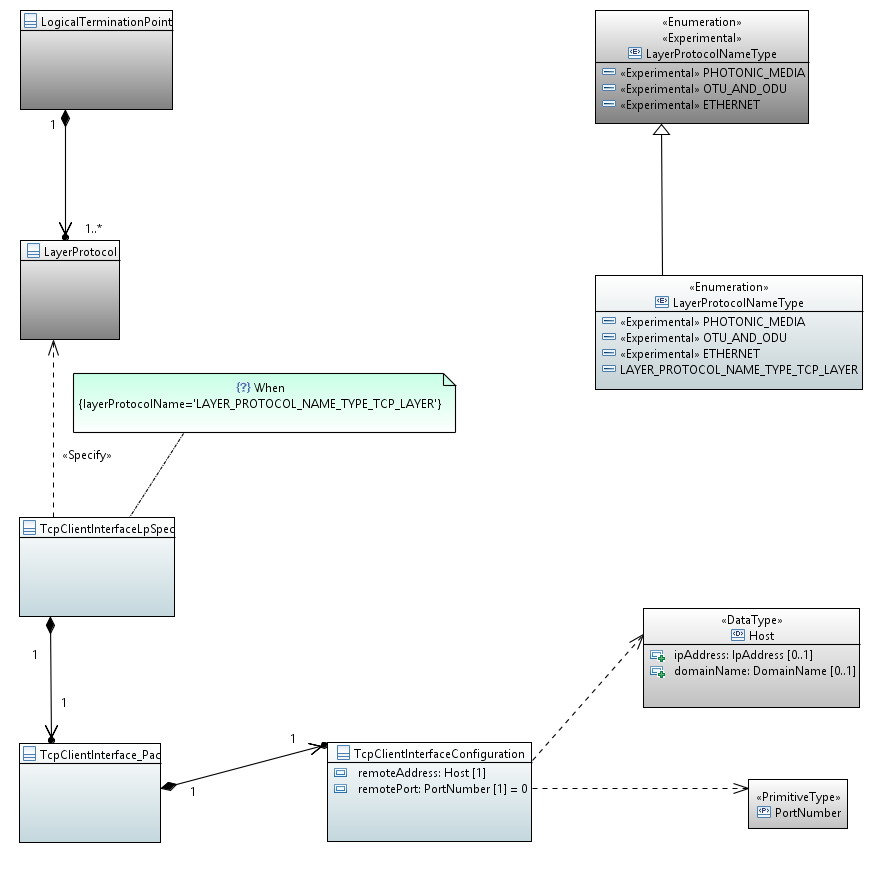 LogicalTerminationPoint
1
1..*
LayerProtocol
«Enumeration»
«Experimental»
LayerProtocolNameType
«Experimental» PHOTONIC_MEDIA
«Experimental» OTU_AND_ODU
«Experimental» ETHERNET
«Enumeration»
LayerProtocolNameType
«Experimental» PHOTONIC_MEDIA
«Experimental» OTU_AND_ODU
«Experimental» ETHERNET
LAYER_PROTOCOL_NAME_TYPE_TCP_LAYER
{?} When
{layerProtocolName='LAYER_PROTOCOL_NAME_TYPE_TCP_LAYER'}
«Specify»
TcpClientInterfaceLpSpec
1
1
TcpClientInterface_Pac
1
1
TcpClientInterfaceConfiguration
remoteAddress: Host [1]
remotePort: PortNumber [1] = 0
«DataType»
Host
ipAddress: IpAddress [0..1]
domainName: DomainName [0..1]
«PrimitiveType»
PortNumber